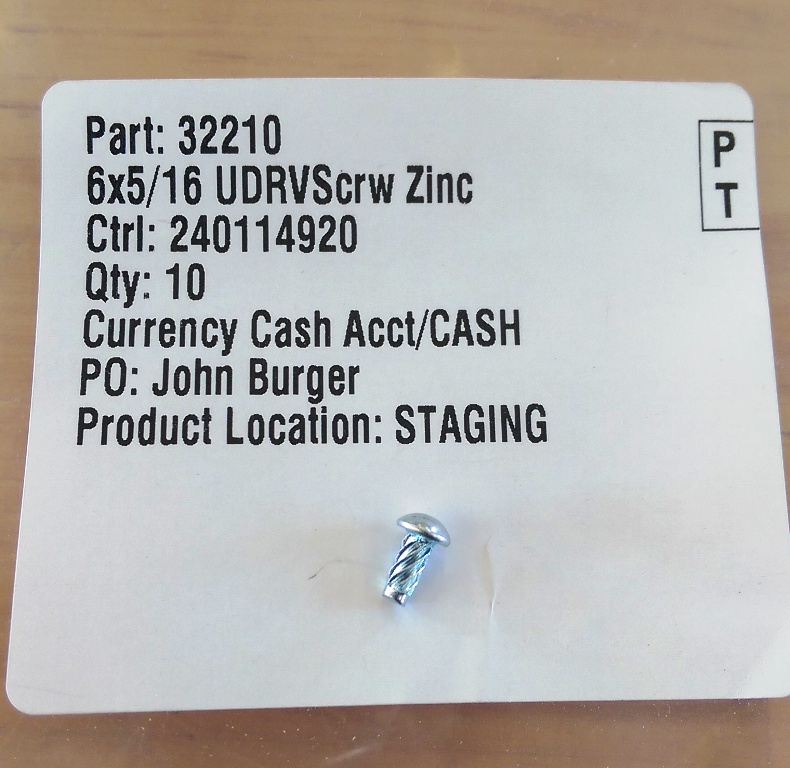 Part: 32210
6x5/16 UDRVScrw Zinc
Ctrl: 240114920
Qty: 10
Currency Cash Acct/CASH
PO: John Burger
Product Location: STAGING
P
T